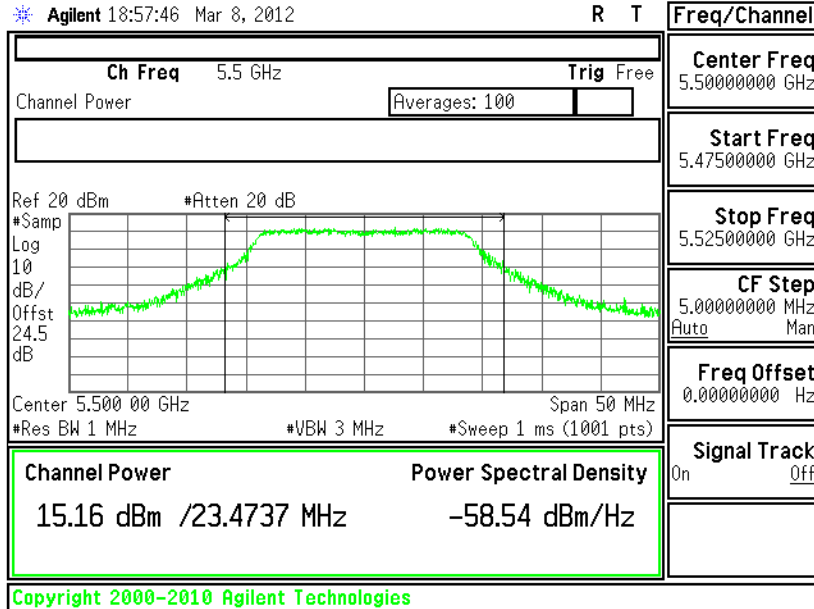 Agilent 18:57:46 Mar 8, 2012 R T
Freq/Channel
Ch Freq 5.5 GHz Trig Free
Channel Power Averages: 100
Center Freq
5.50000000 GHz
Start Freq
5.47500000 GHz
Stop Freq
5.52500000 GHz
CF Step
5.00000000 MHz
Auto Man
Freq Offset
0.00000000 Hz
Signal Track
On Off
Ref 20 dBm #Atten 20 dB
#Samp
Log
10
dB/
Offst
24.5
dB
Center 5.500 00 GHz Span 50 MHz
#Res BW 1 MHz #VBW 3 MHz #Sweep 1 ms (1001 pts)
Channel Power Power Spectral Density
15.16 dBm /23.4737 MHz -58.54 dBm/Hz
Copyright 2000-2010 Agilent Technologies